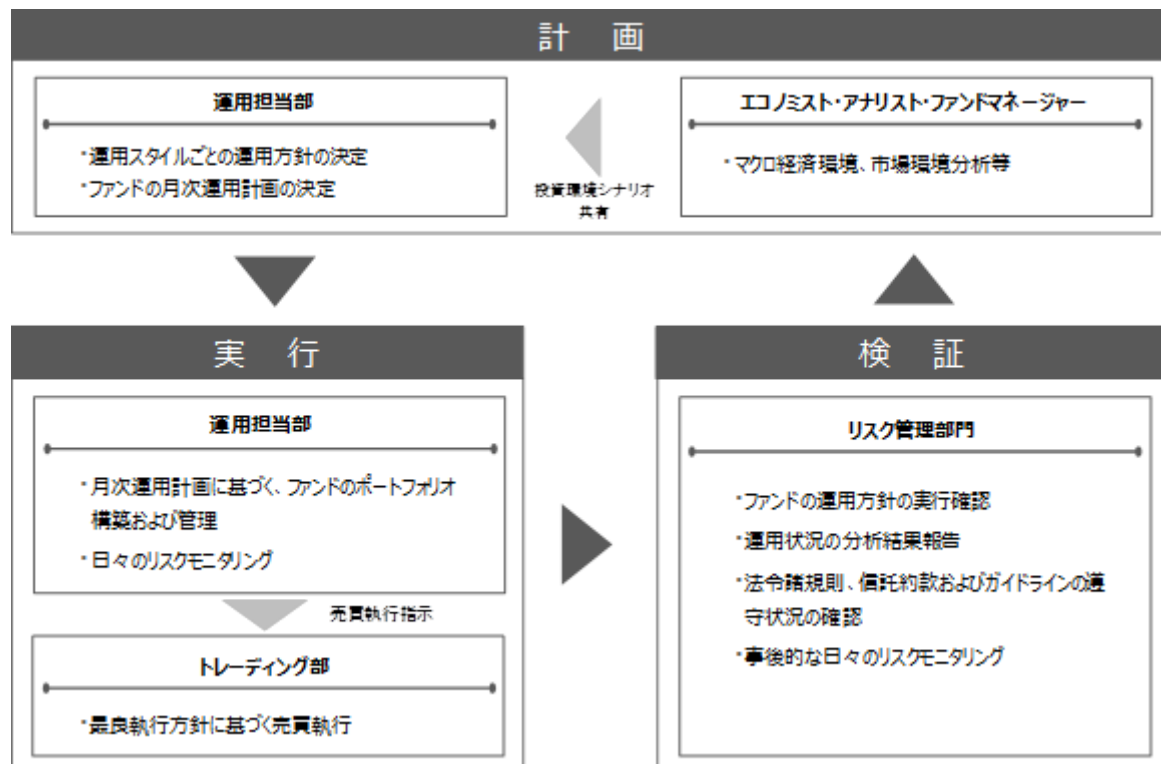 計 画
運用担当部
・運用スタイルごとの運用方針の決定
・ファンドの月次運用計画の決定
投資環境シナリオ
共有
エコノミスト・アナリスト・ファンドマネージャー
・マクロ経済環境、市場環境分析等
実 行
運用担当部
・月次運用計画に基づく、ファンドのポートフォリオ
構築および管理
・日々のリスクモニタリング
売買執行指示
トレーディング部
・最良執行方針に基づく売買執行
検 証
リスク管理部門
・ファンドの運用方針の実行確認
・運用状況の分析結果報告
・法令諸規則、信託約款およびガイドラインの遵
守状況の確認
・事後的な日々のリスクモニタリング